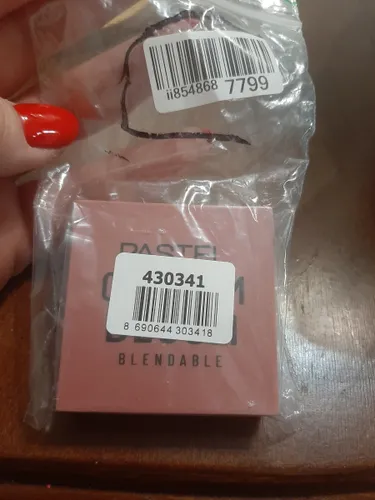 ii854868 7799
PASTEL
430341
8 690644 303418
BLENDABLE